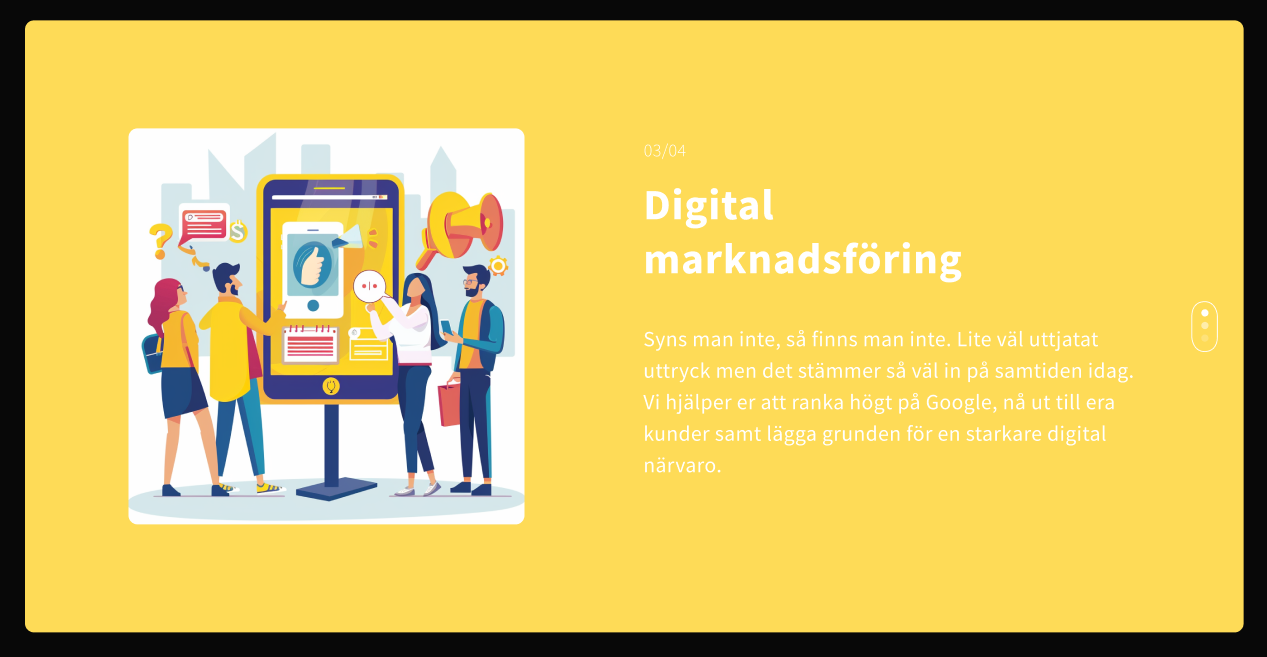 03/04
Digital
marknadsföring
Syns man inte, så finns man inte. Lite väl uttjatat
uttryck men det stämmer så väl in på samtiden idag.
Vi hjälper er att ranka högt på Google, nå ut till era
kunder samt lägga grunden för en starkare digital
närvaro.